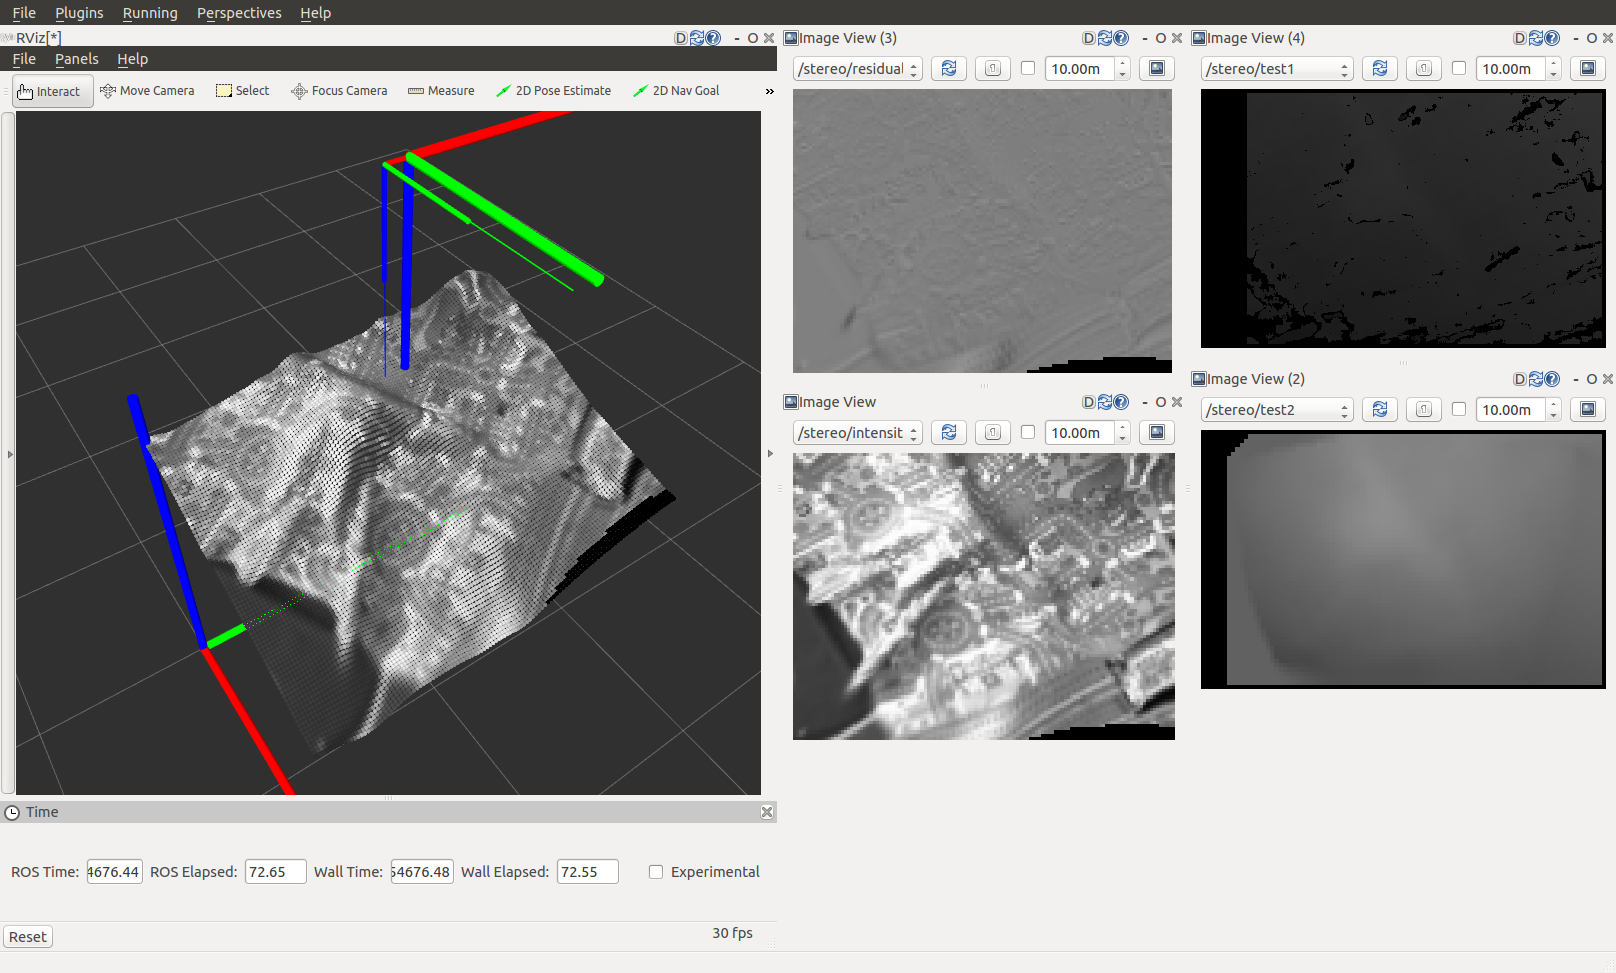 File Plugins Running Perspectives Help
RViz[*] D - O
File Panels Help
Interact Move Camera Select Focus Camera Measure 2D Pose Estimate 2D Nav Goal »
Time
ROS Time: 4676.44 ROS Elapsed: 72.65 Wall Time: 54676.48 Wall Elapsed: 72.55 Experimental
Reset 30 fps
Image View (3) D - O
/stereo/residual 10.00m
Image View D - O
/stereo/intensit 10.00m
Image View (4) D - O
/stereo/test1 10.00m
Image View (2) D - O
/stereo/test2 10.00m